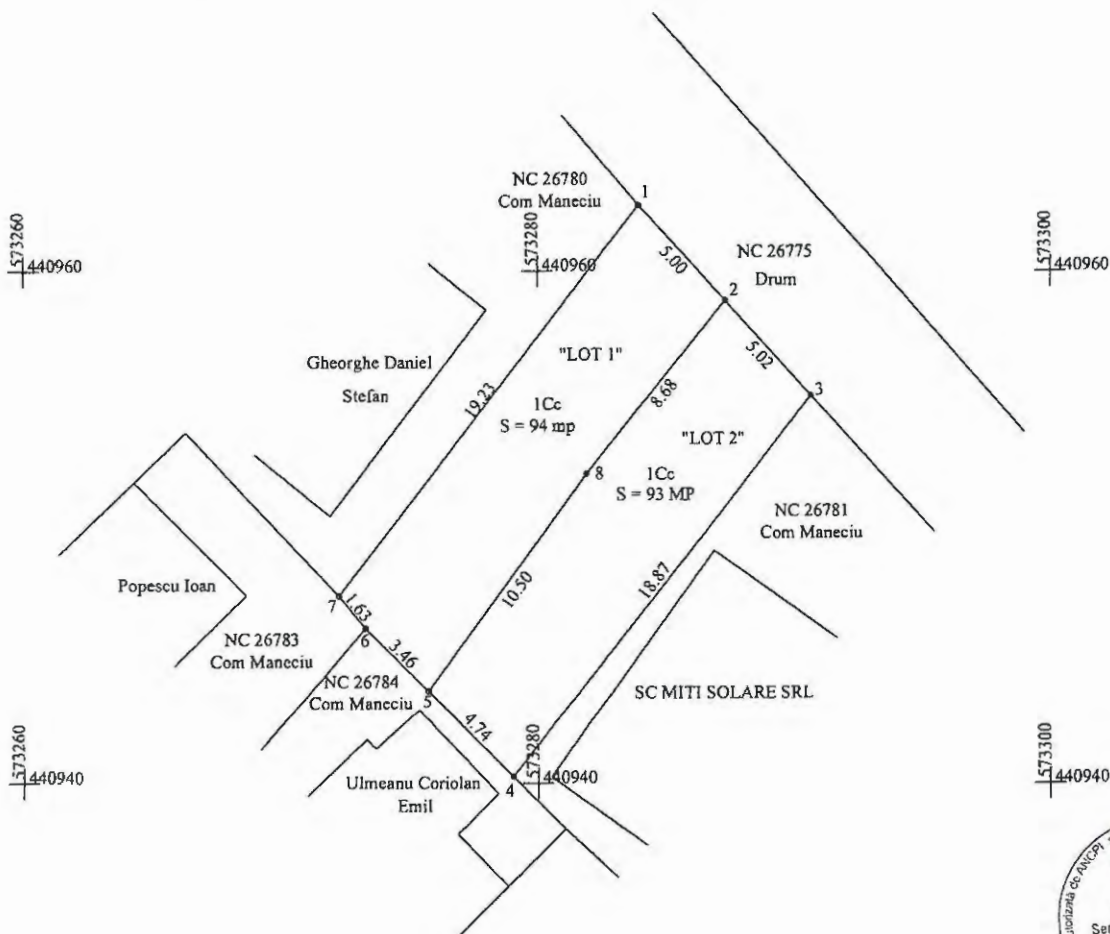 NC 26780
Com Maneciu
1
573260
440960
573280
440960
573300
440960
5.00
NC 26775
Drum
2
Gheorghe Daniel
Stefan
"LOT 1"
5.02
19.23
1Cc
S = 94 mp
8.68
3
"LOT 2"
8
1Cc
S = 93 MP
NC 26781
Com Maneciu
Popescu Ioan
7
1.63
10.50
18.87
6
NC 26783
Com Maneciu
3.46
NC 26784
Com Maneciu
5
SC MITI SOLARE SRL
4.74
573260
440940
Ulmeanu Coriolan
Emil
4
573280
440940
573300
440940
de ANCPI